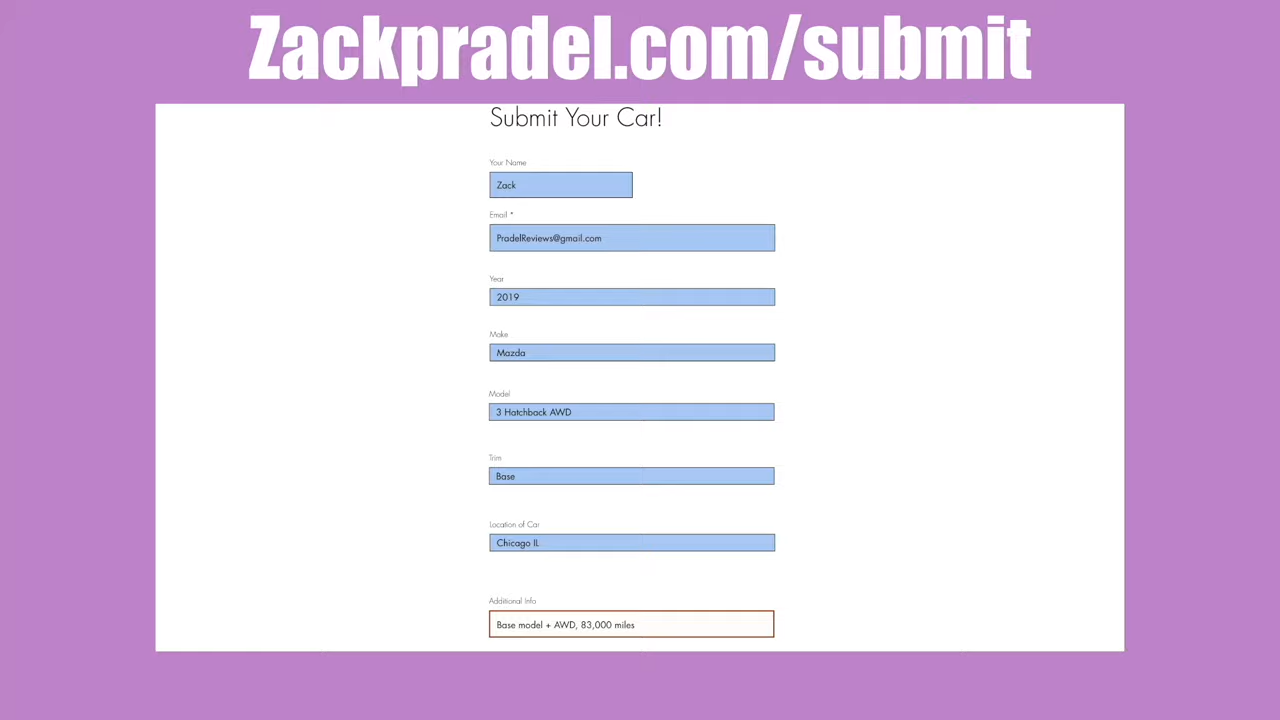 Zackpradel.com/submit
Submit Your Car!
Your Name
Zack
Email *
PradelReviews@gmail.com
Year
2019
Make
Mazda
Model
3 Hatchback AWD
Trim
Base
Location of Car
Chicago IL
Additional info
Base model + AWD, 83,000 miles